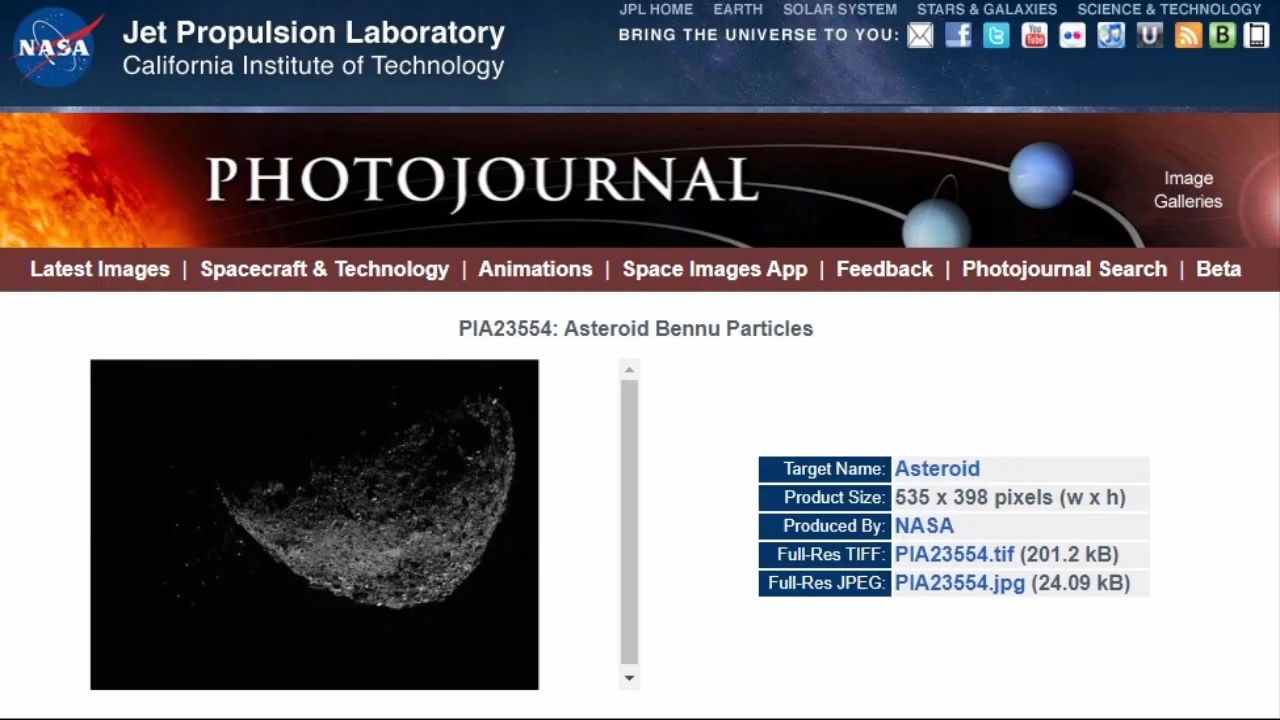 JPL HOME EARTH SOLAR SYSTEM STARS & GALAXIES SCIENCE & TECHNOLOGY
BRING THE UNIVERSE TO YOU:
You
Tube
U
B
NASA
Jet Propulsion Laboratory
California Institute of Technology
PHOTOJOURNAL
Image
Galleries
Latest Images | Spacecraft & Technology | Animations | Space Images App | Feedback | Photojournal Search | Beta
PIA23554: Asteroid Bennu Particles
Target Name: Asteroid
Product Size: 535 x 398 pixels (w x h)
Produced By: NASA
Full-Res TIFF: PIA23554.tif (201.2 kB)
Full-Res JPEG: PIA23554.jpg (24.09 kB)